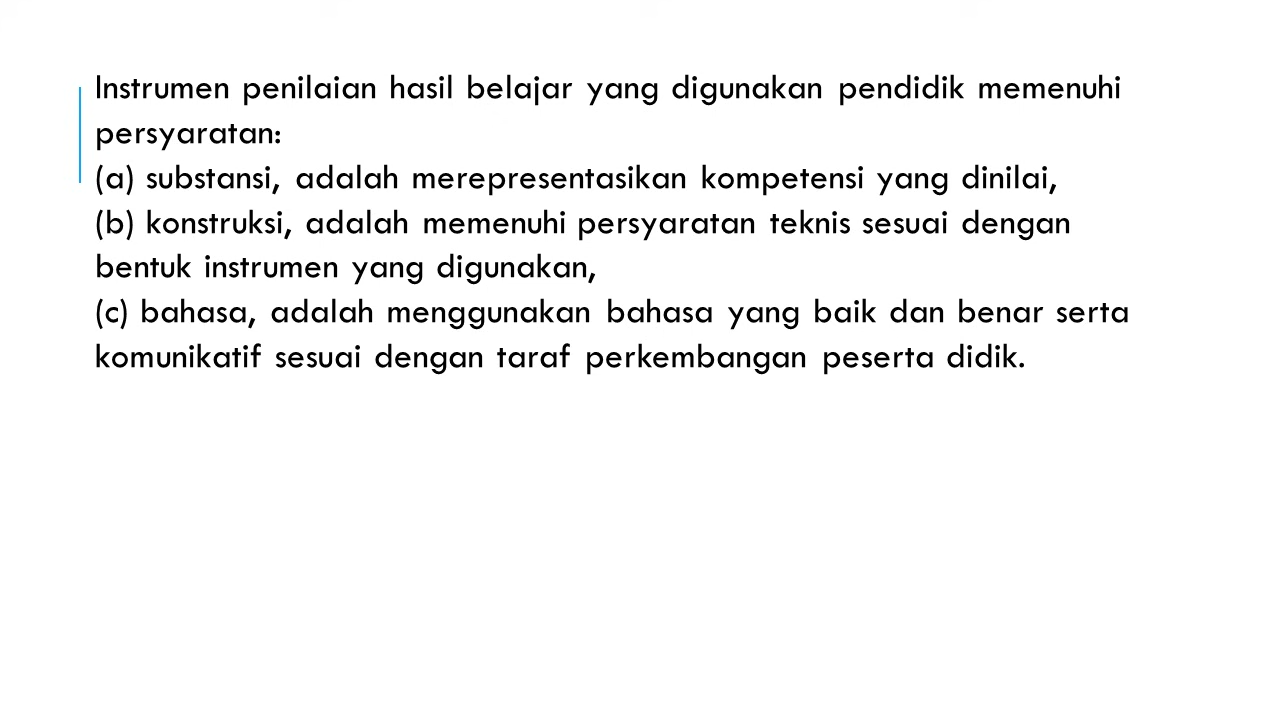 Instrumen penilaian hasil belajar yang digunakan pendidik memenuhi
persyaratan:
(a) substansi, adalah merepresentasikan kompetensi yang dinilai,
(b) konstruksi, adalah memenuhi persyaratan teknis sesuai dengan
bentuk instrumen yang digunakan,
(c) bahasa, adalah menggunakan bahasa yang baik dan benar serta
komunikatif sesuai dengan taraf perkembangan peserta didik.